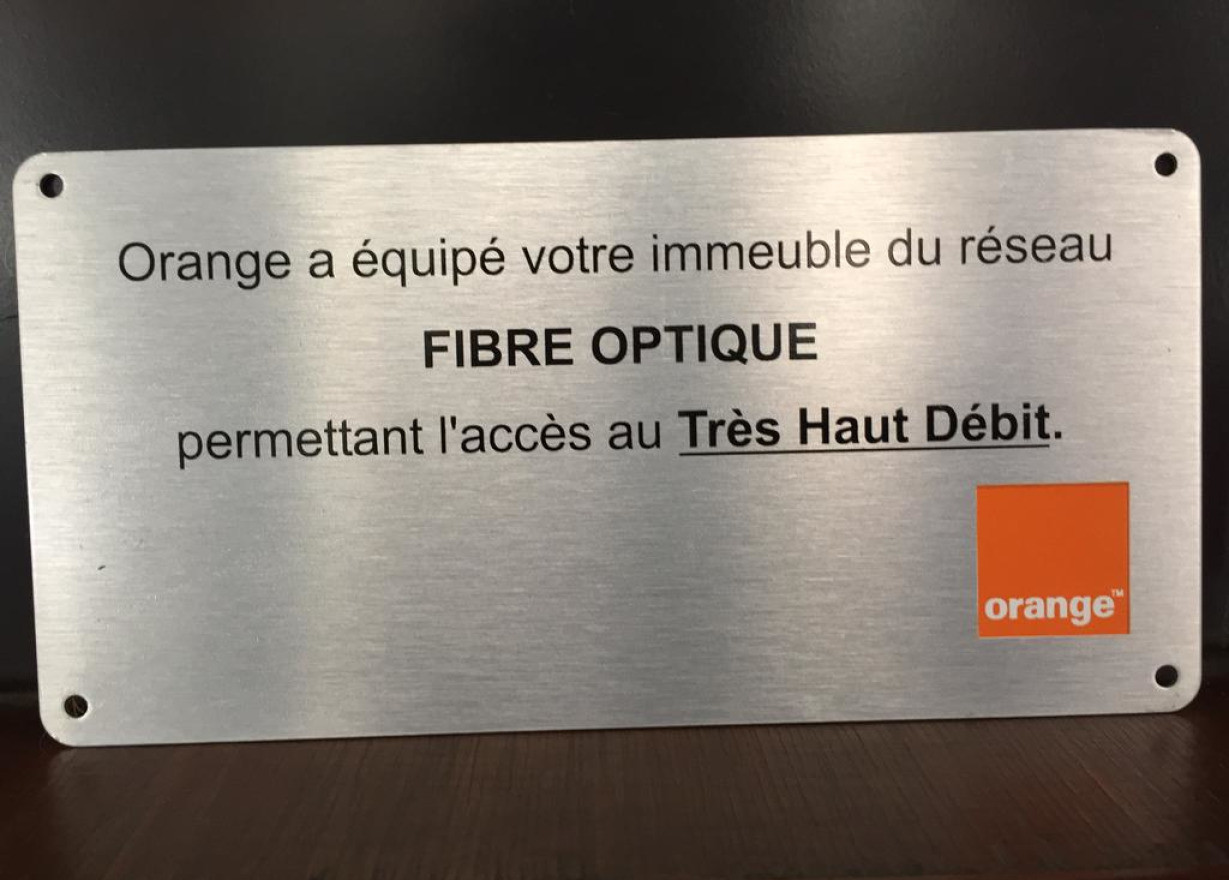 Orange a équipé votre immeuble du réseau
FIBRE OPTIQUE
permettant l'accès au Très Haut Débit.
orange™